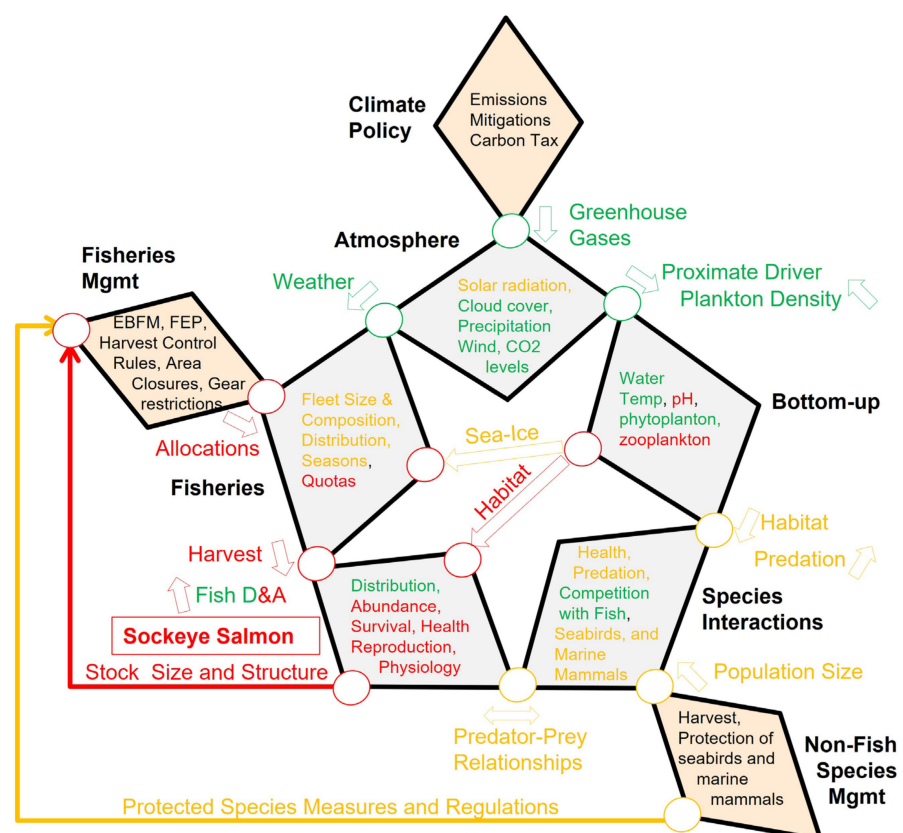 Climate
Policy
Emissions
Mitigations
Carbon Tax
Greenhouse
Gases
Atmosphere
Fisheries
Mgmt
Weather
Solar radiation,
Cloud cover,
Precipitation
Wind, CO2
levels
Proximate Driver
Plankton Density
EBFM, FEP,
Harvest Control
Rules, Area
Closures, Gear
restrictions
Allocations
Fisheries
Fleet Size &
Composition,
Distribution,
Seasons,
Quotas
Sea-Ice
Habitat
Water
Temp, pH,
phytoplanton,
zooplankton
Bottom-up
Habitat
Predation
Harvest
Fish D&A
Sockeye Salmon
Stock Size and Structure
Distribution,
Abundance,
Survival, Health
Reproduction,
Physiology
Health,
Predation,
Competition
with Fish,
Seabirds, and
Marine
Mammals
Species
Interactions
Population Size
Predator-Prey
Relationships
Harvest,
Protection of
seabirds and
marine
mammals
Non-Fish
Species
Mgmt
Protected Species Measures and Regulations